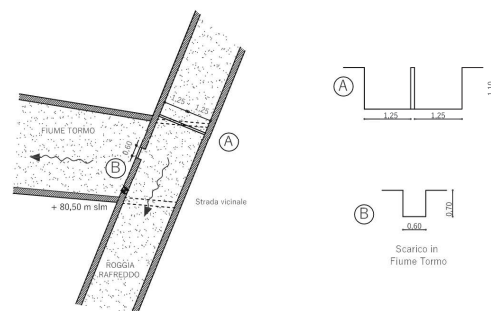 1.25
1.25
A
FIUME TORMO
0.60
B
+ 80,50 m slm
Strada vicinale
ROGGIA
RAFREDDO
A
1.25
1.25
1.10
B
0.60
0.70
Scarico in
Fiume Tormo